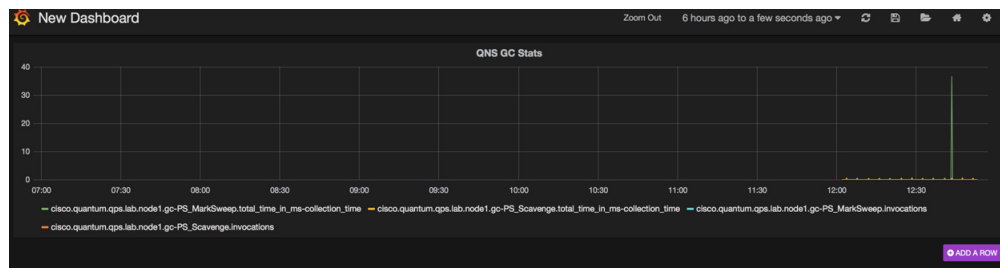 New Dashboard
Zoom Out 6 hours ago to a few seconds ago
QNS GC Stats
40
30
20
10
0
07:00 07:30 08:00 08:30 09:00 09:30 10:00 10:30 11:00 11:30 12:00 12:30
cisco.quantum.qps.lab.node1.gc-PS_MarkSweep.total_time_in_ms-collection_time cisco.quantum.qps.lab.node1.gc-PS_Scavenge.total_time_in_ms-collection_time cisco.quantum.qps.lab.node1.gc-PS_MarkSweep.invocations
cisco.quantum.qps.lab.node1.gc-PS_Scavenge.invocations
ADD A ROW